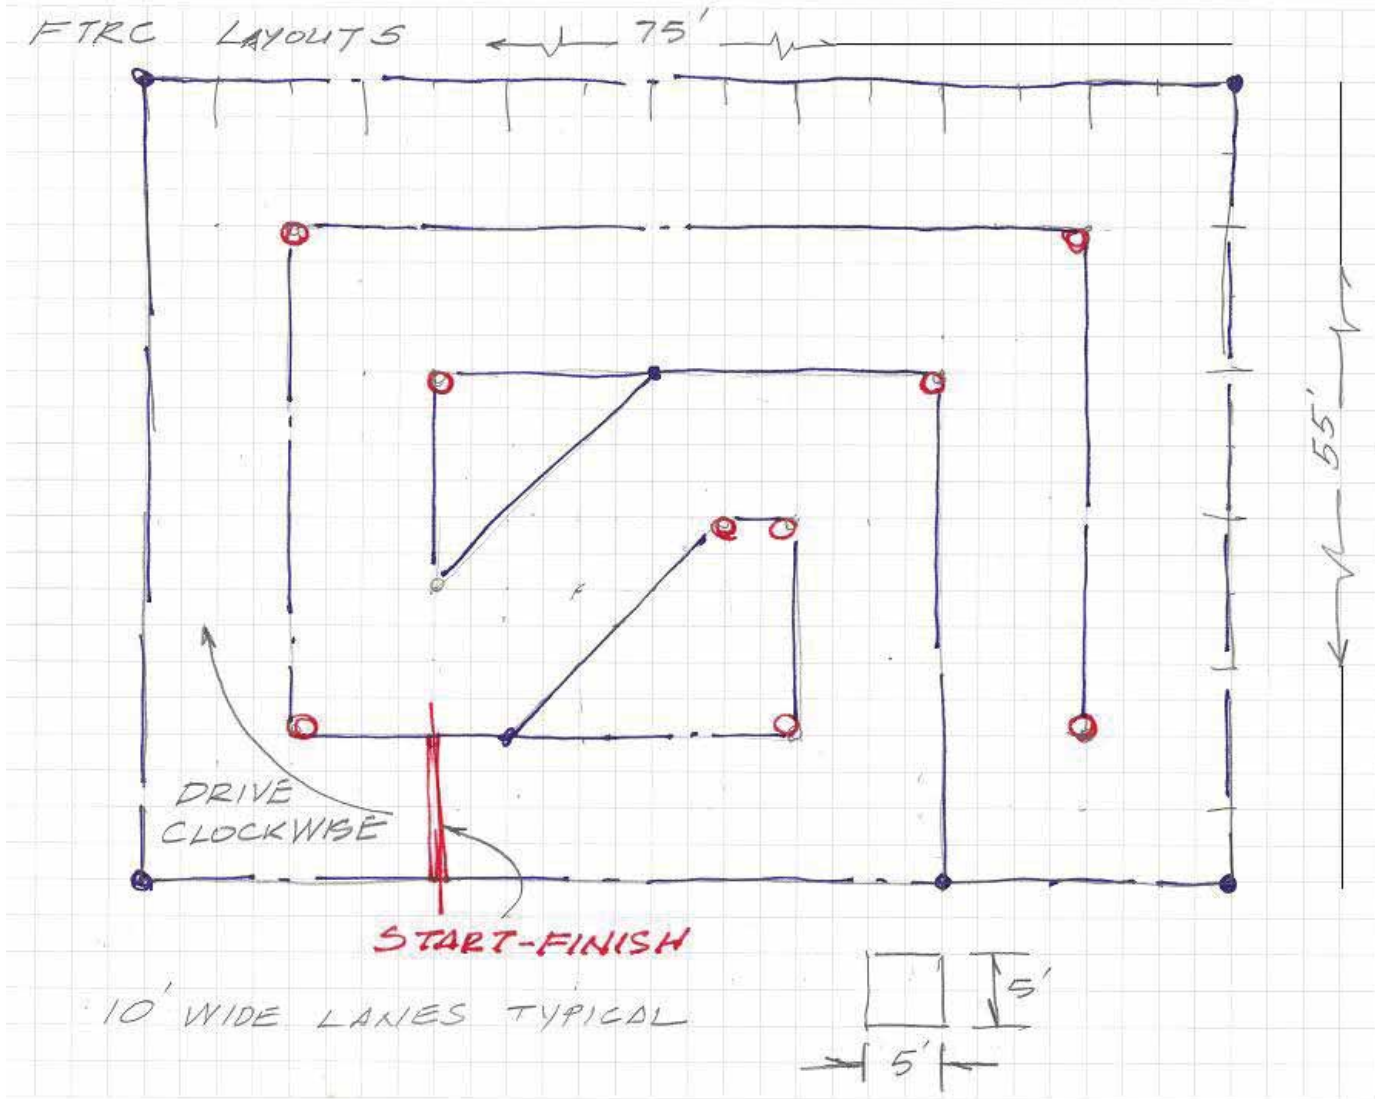 FTRC LAYOUTS
75'
55'
DRIVE
CLOCKWISE
START-FINISH
10' WIDE LANES TYPICAL
5'
5'